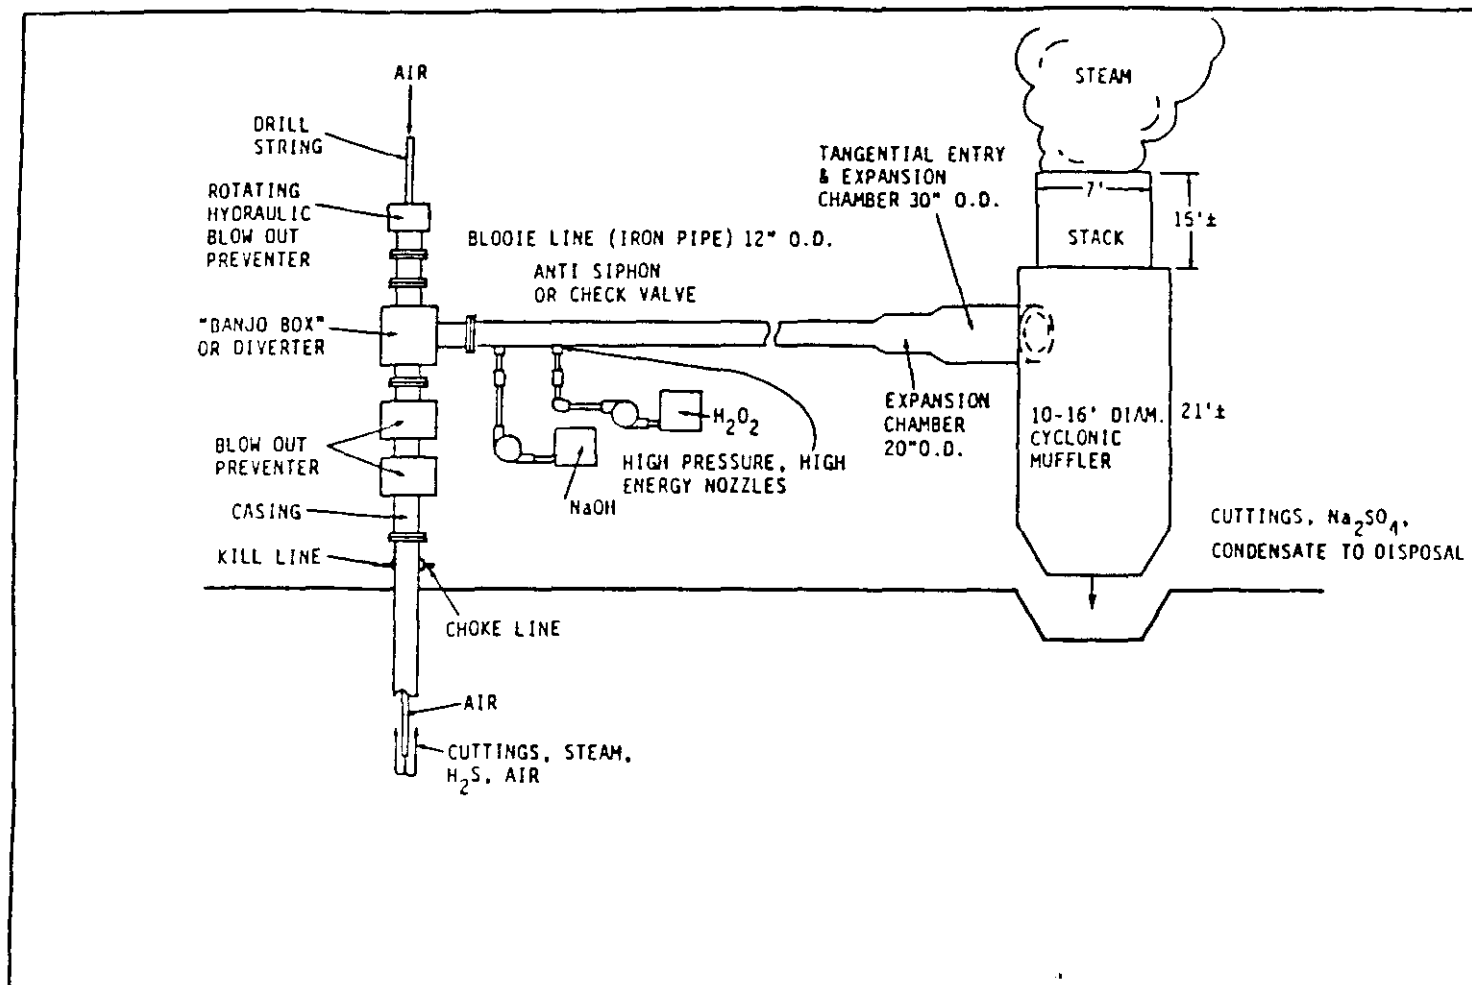 AIR
DRILL
STRING
ROTATING
HYDRAULIC
BLOW OUT
PREVENTER
"BANJO BOX"
OR DIVERTER
BLOW OUT
PREVENTER
CASING
KILL LINE
CHOKE LINE
AIR
CUTTINGS, STEAM,
H₂S, AIR
BLOOIE LINE (IRON PIPE) 12" O.D.
ANTI SIPHON
OR CHECK VALVE
H₂O₂
NaOH
HIGH PRESSURE, HIGH
ENERGY NOZZLES
TANGENTIAL ENTRY
& EXPANSION
CHAMBER 30" O.D.
EXPANSION
CHAMBER
20"O.D.
STEAM
7'
15'±
STACK
10-16' DIAM.
CYCLONIC
MUFFLER
21'±
CUTTINGS, Na₂SO₄,
CONDENSATE TO DISPOSAL